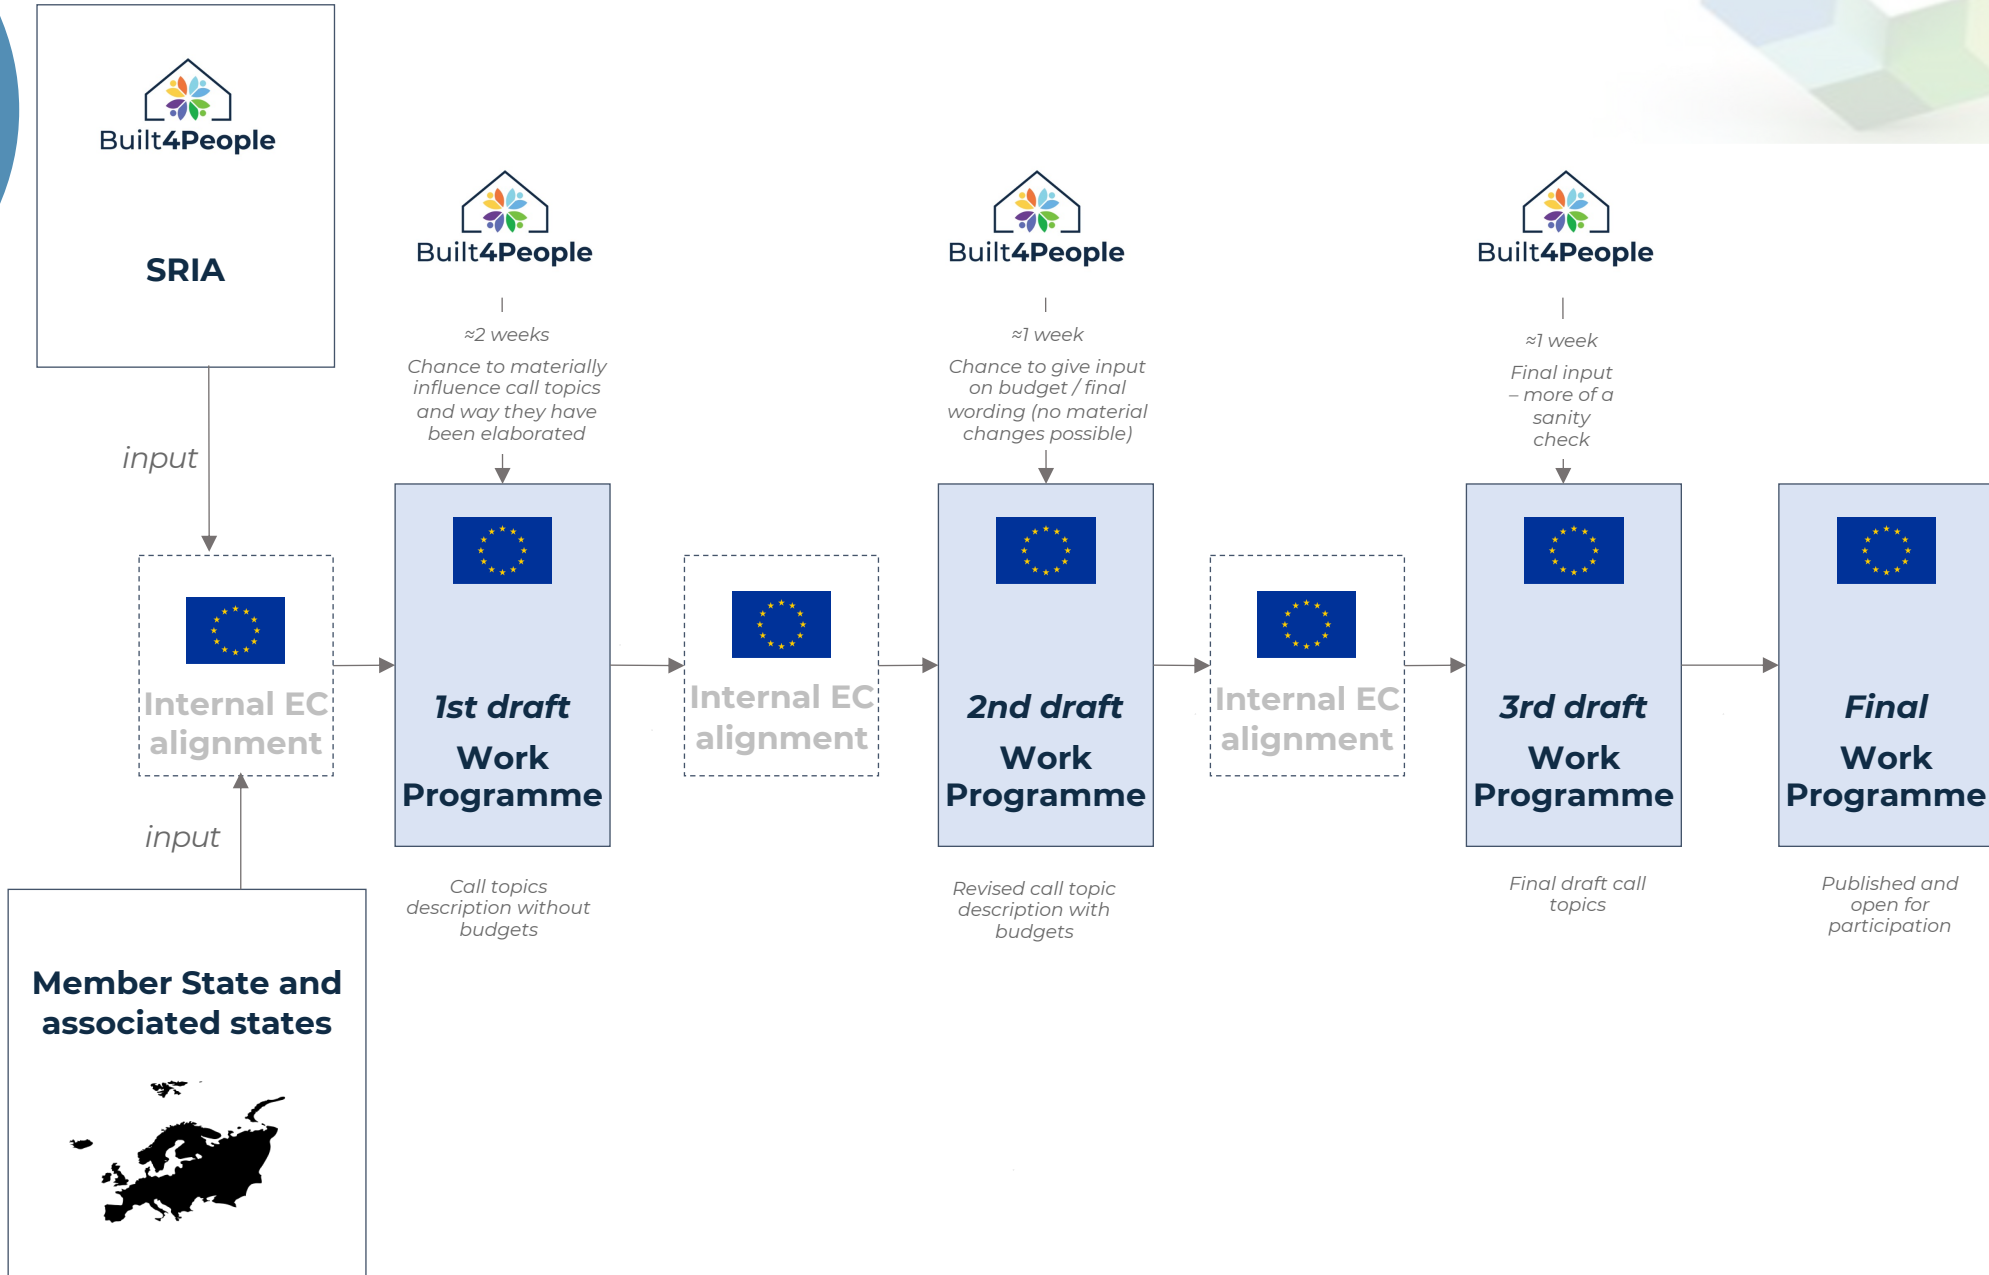 Built4People
SRIA
input
Built4People
≈2 weeks
Chance to materially
influence call topics
and way they have
been elaborated
Built4People
≈1 week
Chance to give input
on budget / final
wording (no material
changes possible)
Built4People
≈1 week
Final input
– more of a
sanity
check
Internal EC
alignment
1st draft
Work
Programme
Internal EC
alignment
2nd draft
Work
Programme
Internal EC
alignment
3rd draft
Work
Programme
Final
Work
Programme
input
Call topics
description without
budgets
Revised call topic
description with
budgets
Final draft call
topics
Published and
open for
participation
Member State and
associated states